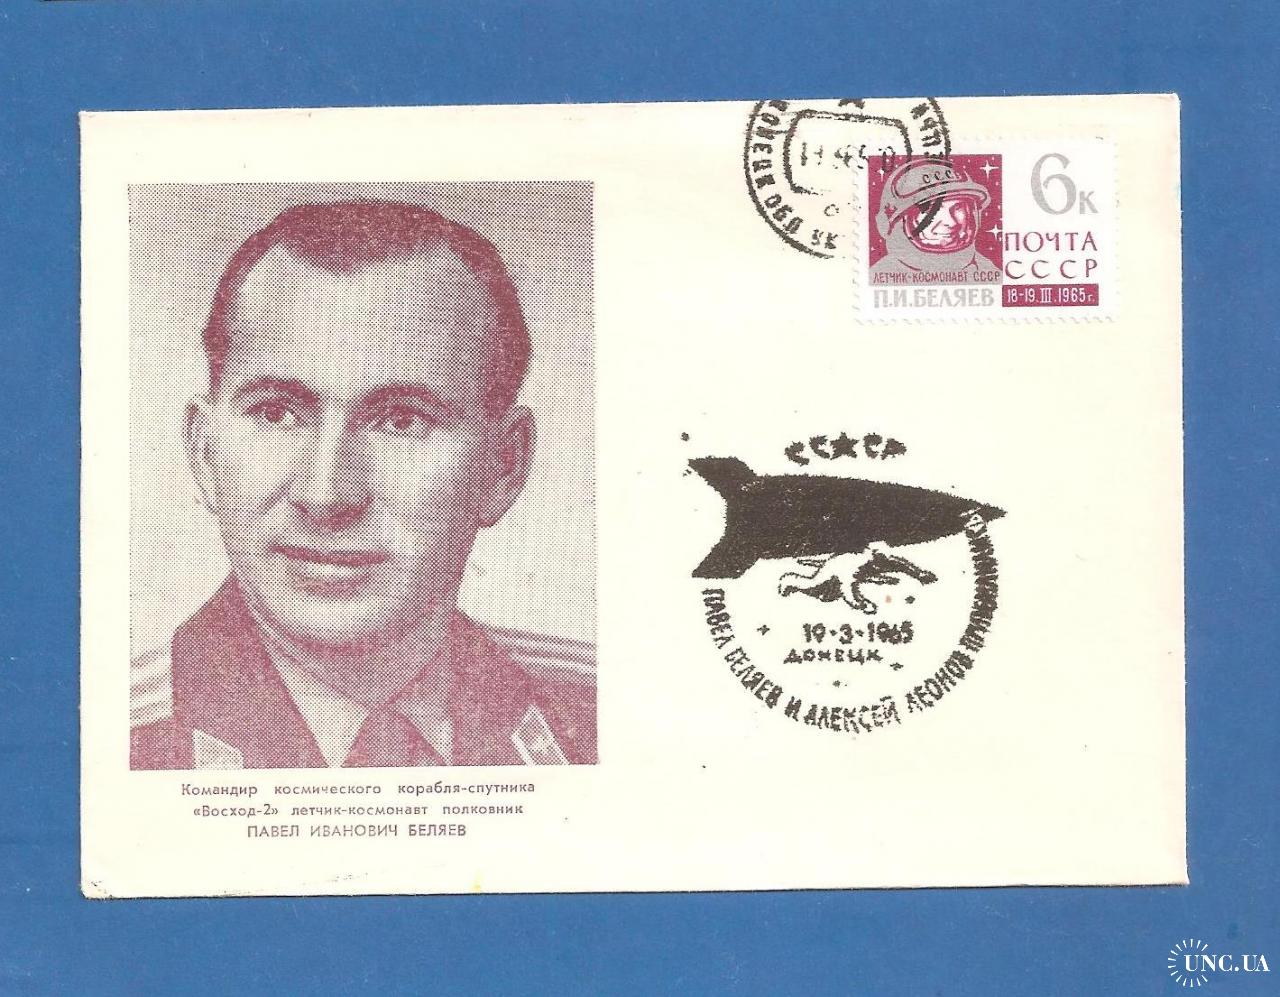 СССР
6к
ПОЧТА
СССР
ЛЕТЧИК-КОСМОНАВТ СССР
П.И.БЕЛЯЕВ
18-19.III.1965г.
СССР
19-3-1965
ДОНЕЦК
ПАВЕЛ БЕЛЯЕВ И АЛЕКСЕЙ ЛЕОНОВ
Командир космического корабля-спутника
«Восход-2» летчик-космонавт полковник
ПАВЕЛ ИВАНОВИЧ БЕЛЯЕВ
UNC.UA